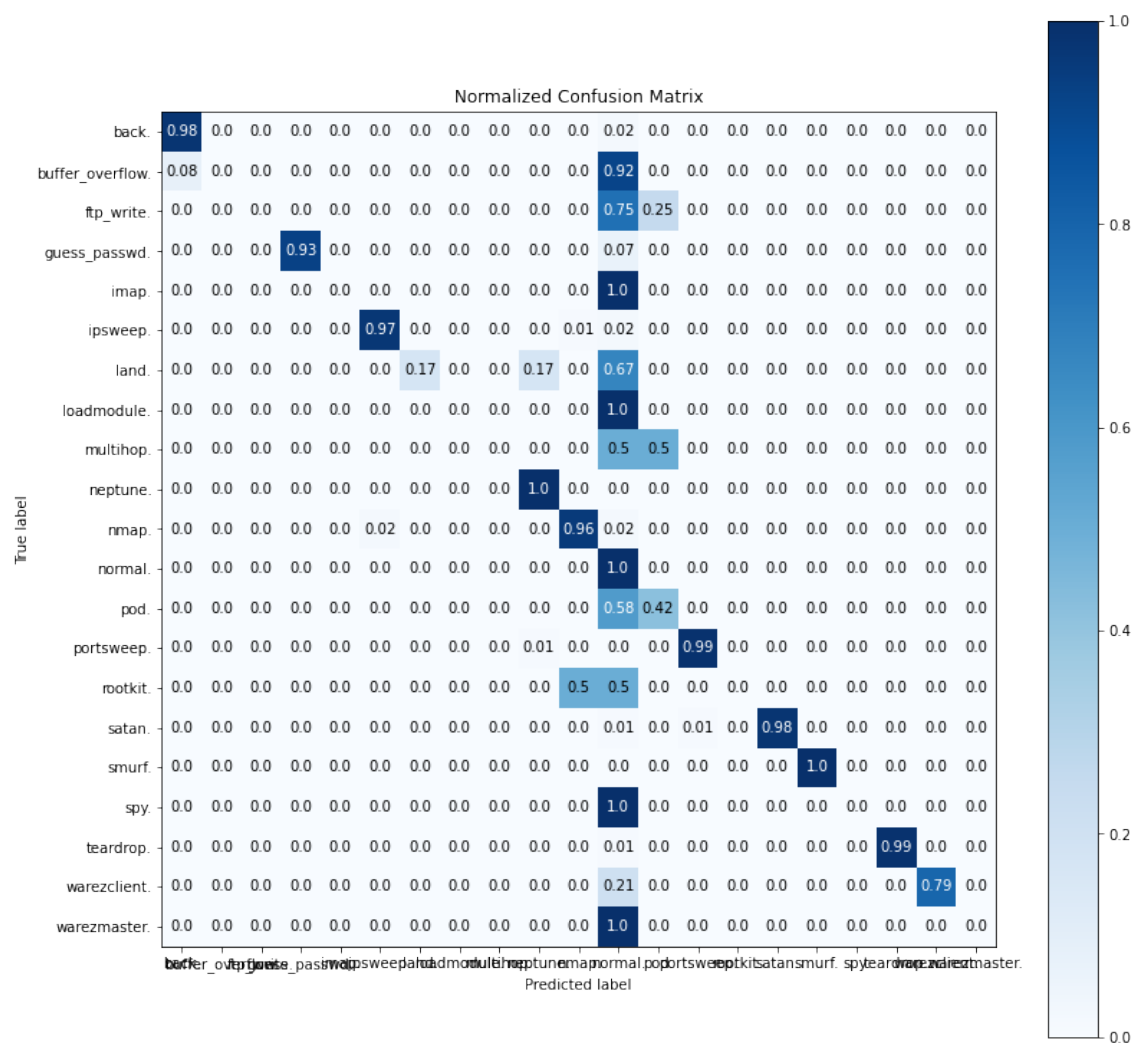 Normalized Confusion Matrix
1.0
back. 0.98 0.0 0.0 0.0 0.0 0.0 0.0 0.0 0.0 0.0 0.0 0.02 0.0 0.0 0.0 0.0 0.0 0.0 0.0 0.0 0.0
buffer_overflow. 0.08 0.0 0.0 0.0 0.0 0.0 0.0 0.0 0.0 0.0 0.0 0.92 0.0 0.0 0.0 0.0 0.0 0.0 0.0 0.0 0.0
ftp_write. 0.0 0.0 0.0 0.0 0.0 0.0 0.0 0.0 0.0 0.0 0.0 0.75 0.25 0.0 0.0 0.0 0.0 0.0 0.0 0.0 0.0
0.8
guess_passwd. 0.0 0.0 0.0 0.93 0.0 0.0 0.0 0.0 0.0 0.0 0.0 0.07 0.0 0.0 0.0 0.0 0.0 0.0 0.0 0.0 0.0
imap. 0.0 0.0 0.0 0.0 0.0 0.0 0.0 0.0 0.0 0.0 0.0 1.0 0.0 0.0 0.0 0.0 0.0 0.0 0.0 0.0 0.0
ipsweep. 0.0 0.0 0.0 0.0 0.0 0.97 0.0 0.0 0.0 0.0 0.01 0.02 0.0 0.0 0.0 0.0 0.0 0.0 0.0 0.0 0.0
land. 0.0 0.0 0.0 0.0 0.0 0.0 0.17 0.0 0.0 0.17 0.0 0.67 0.0 0.0 0.0 0.0 0.0 0.0 0.0 0.0 0.0
loadmodule. 0.0 0.0 0.0 0.0 0.0 0.0 0.0 0.0 0.0 0.0 0.0 1.0 0.0 0.0 0.0 0.0 0.0 0.0 0.0 0.0 0.0
0.6
multihop. 0.0 0.0 0.0 0.0 0.0 0.0 0.0 0.0 0.0 0.0 0.0 0.5 0.5 0.0 0.0 0.0 0.0 0.0 0.0 0.0 0.0
neptune. 0.0 0.0 0.0 0.0 0.0 0.0 0.0 0.0 0.0 1.0 0.0 0.0 0.0 0.0 0.0 0.0 0.0 0.0 0.0 0.0 0.0
True label
nmap. 0.0 0.0 0.0 0.0 0.0 0.02 0.0 0.0 0.0 0.0 0.96 0.02 0.0 0.0 0.0 0.0 0.0 0.0 0.0 0.0 0.0
normal. 0.0 0.0 0.0 0.0 0.0 0.0 0.0 0.0 0.0 0.0 0.0 1.0 0.0 0.0 0.0 0.0 0.0 0.0 0.0 0.0 0.0
pod. 0.0 0.0 0.0 0.0 0.0 0.0 0.0 0.0 0.0 0.0 0.0 0.58 0.42 0.0 0.0 0.0 0.0 0.0 0.0 0.0 0.0
0.4
portsweep. 0.0 0.0 0.0 0.0 0.0 0.0 0.0 0.0 0.0 0.01 0.0 0.0 0.0 0.99 0.0 0.0 0.0 0.0 0.0 0.0 0.0
rootkit. 0.0 0.0 0.0 0.0 0.0 0.0 0.0 0.0 0.0 0.0 0.5 0.5 0.0 0.0 0.0 0.0 0.0 0.0 0.0 0.0 0.0
satan. 0.0 0.0 0.0 0.0 0.0 0.0 0.0 0.0 0.0 0.0 0.0 0.01 0.0 0.01 0.0 0.98 0.0 0.0 0.0 0.0 0.0
smurf. 0.0 0.0 0.0 0.0 0.0 0.0 0.0 0.0 0.0 0.0 0.0 0.0 0.0 0.0 0.0 0.0 1.0 0.0 0.0 0.0 0.0
spy. 0.0 0.0 0.0 0.0 0.0 0.0 0.0 0.0 0.0 0.0 0.0 1.0 0.0 0.0 0.0 0.0 0.0 0.0 0.0 0.0 0.0
0.2
teardrop. 0.0 0.0 0.0 0.0 0.0 0.0 0.0 0.0 0.0 0.0 0.0 0.01 0.0 0.0 0.0 0.0 0.0 0.0 0.99 0.0 0.0
warezclient. 0.0 0.0 0.0 0.0 0.0 0.0 0.0 0.0 0.0 0.0 0.0 0.21 0.0 0.0 0.0 0.0 0.0 0.0 0.0 0.79 0.0
warezmaster. 0.0 0.0 0.0 0.0 0.0 0.0 0.0 0.0 0.0 0.0 0.0 1.0 0.0 0.0 0.0 0.0 0.0 0.0 0.0 0.0 0.0
normal. smurf. spy.
Predicted label
0.0